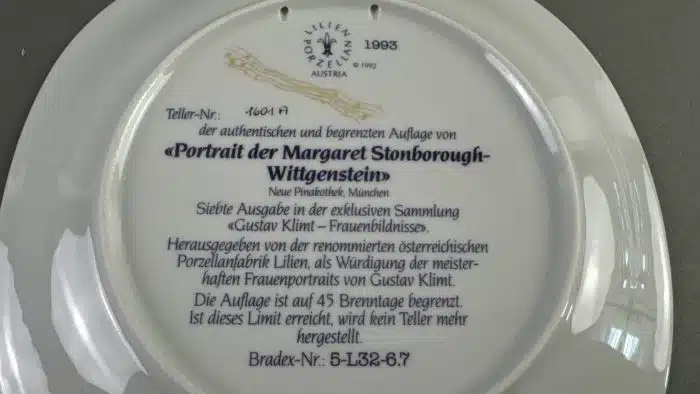 LILIEN PORZELLAN
AUSTRIA
1993
© 1992
Teller-Nr.: 1601 A
der authentischen und begrenzten Auflage von
«Portrait der Margaret Stonborough-
Wittgenstein»
Neue Pinakothek, München
Siebte Ausgabe in der exklusiven Sammlung
«Gustav Klimt – Frauenbildnisse».
Herausgegeben von der renommierten österreichischen
Porzellanfabrik Lilien, als Würdigung der meister-
haften Frauenportraits von Gustav Klimt.
Die Auflage ist auf 45 Brenntage begrenzt.
Ist dieses Limit erreicht, wird kein Teller mehr
hergestellt.
Bradex-Nr.: 5-L32-6.7